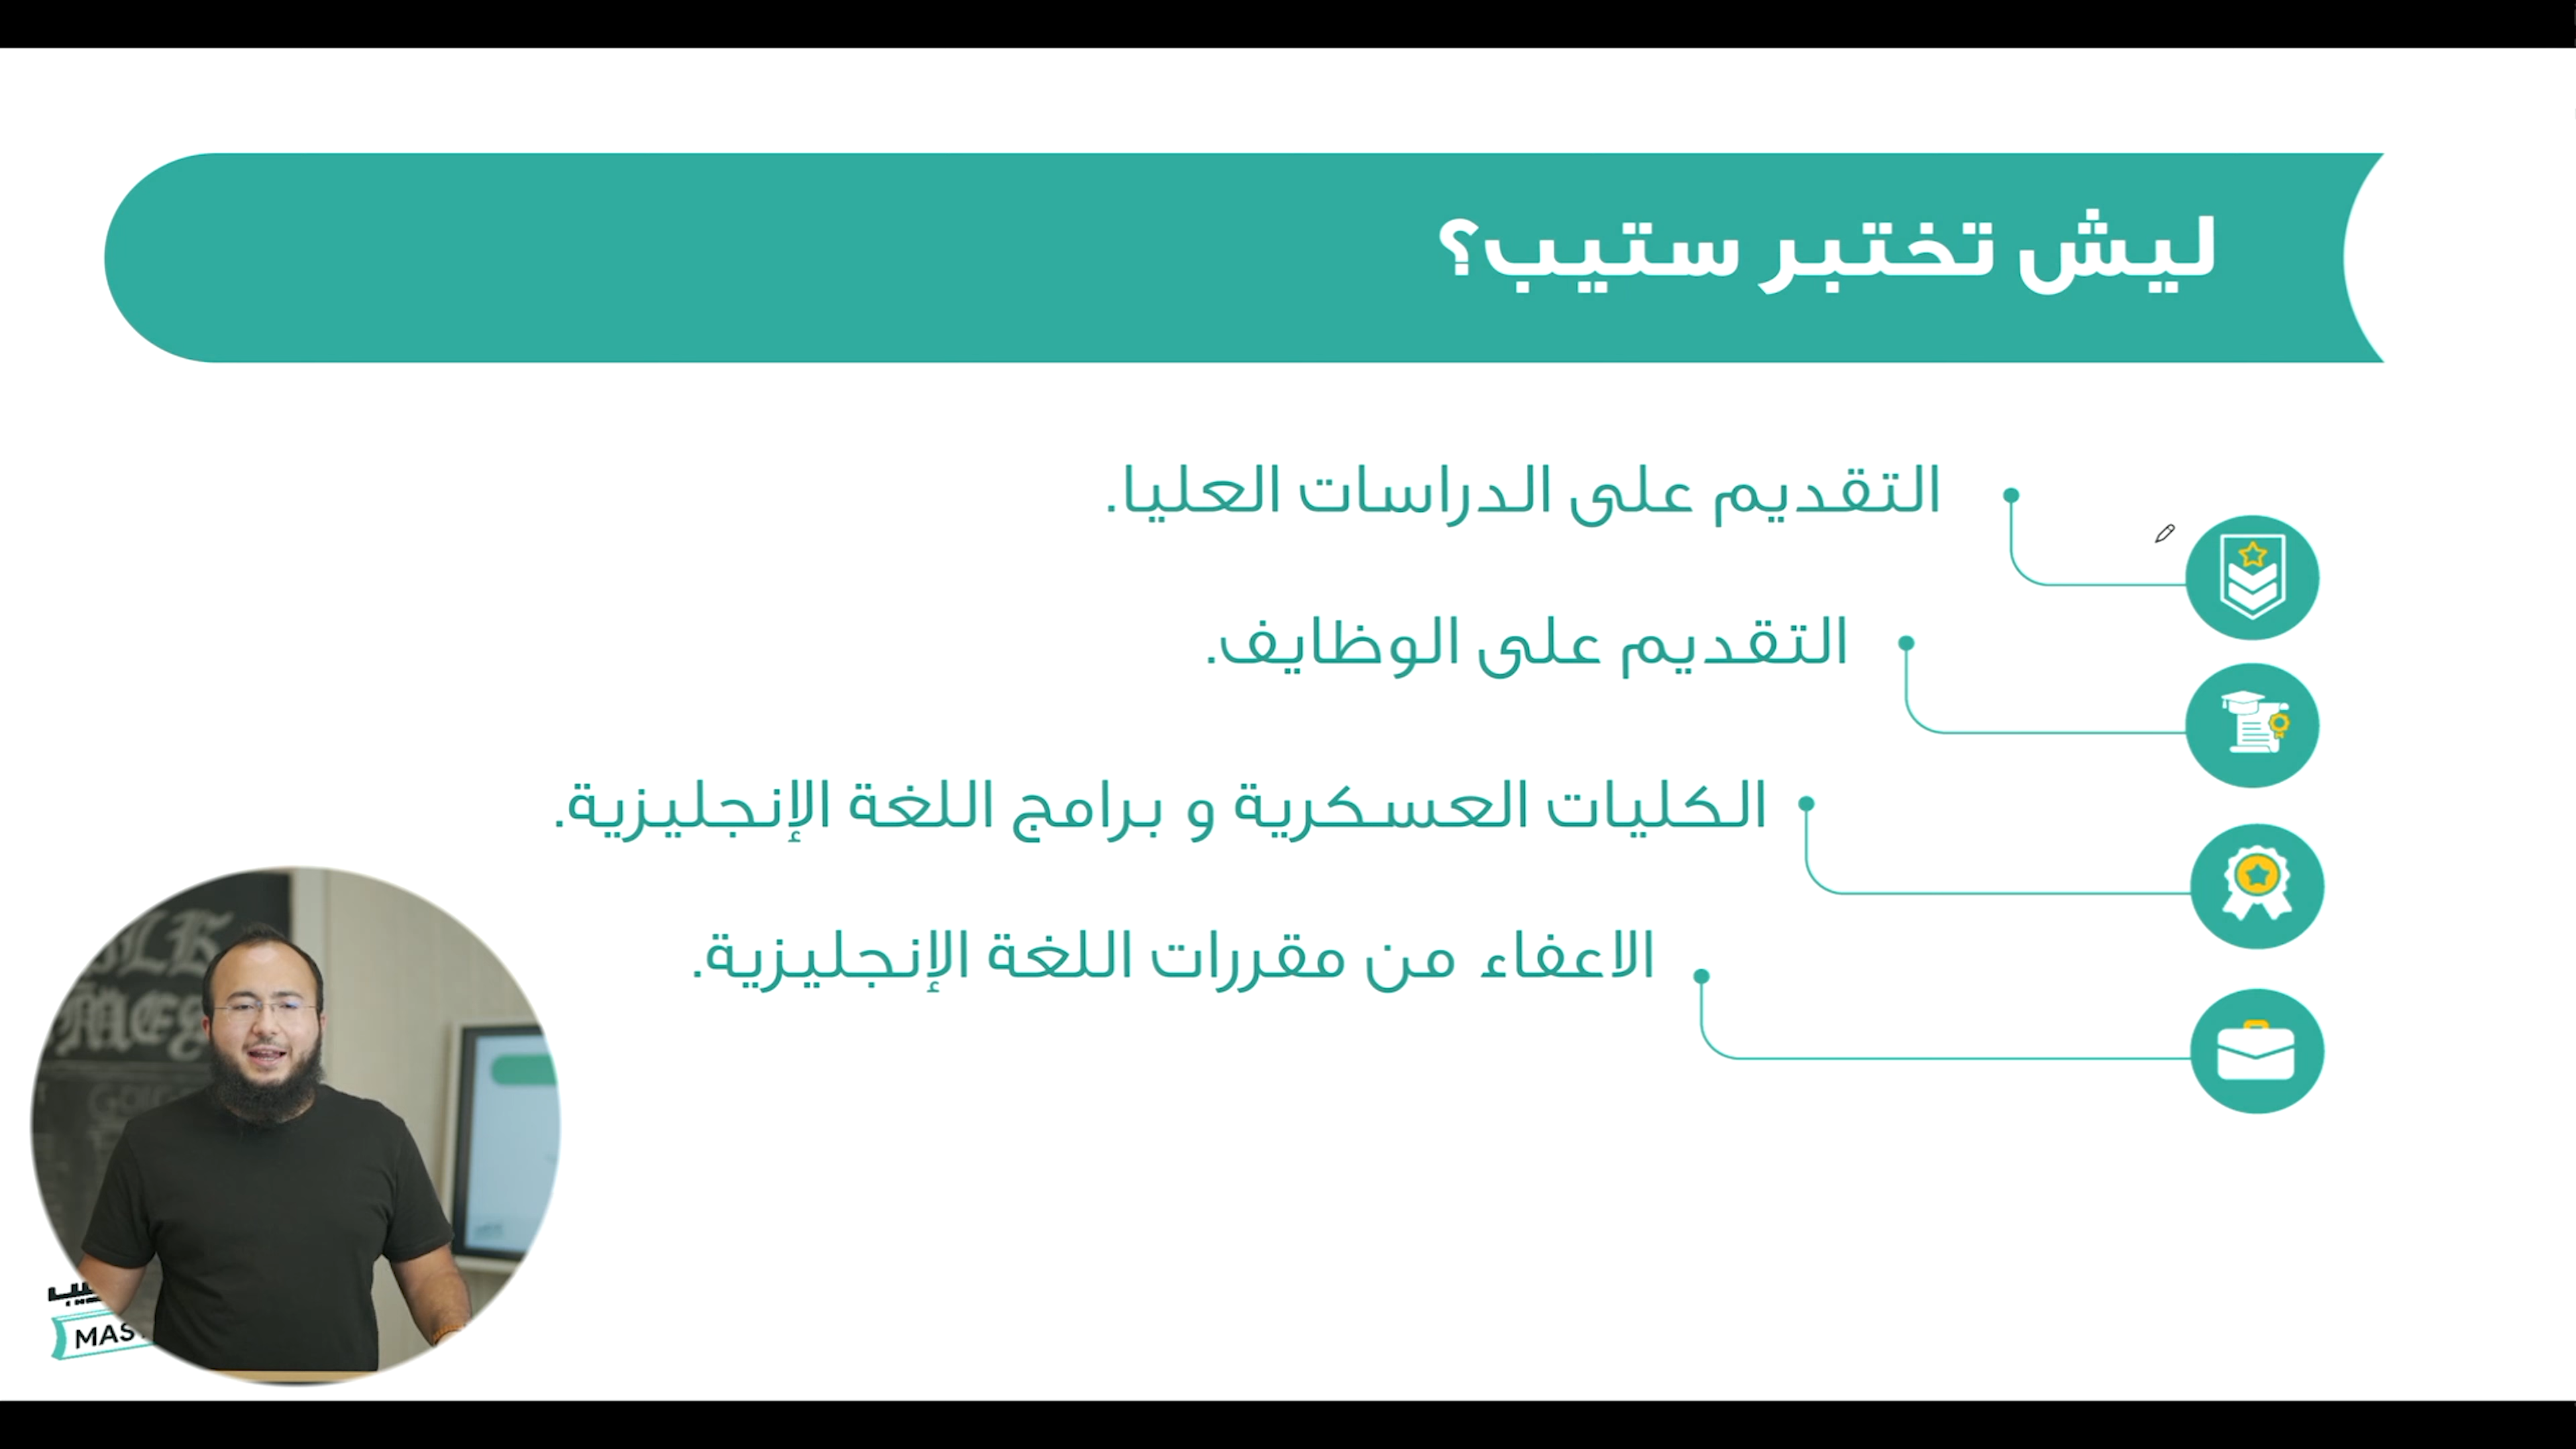 ليش تختبر ستيب؟
التقديم على الدراسات العليا.
التقديم على الوظايف.
الكليات العسكرية و برامج اللغة الإنجليزية.
الاعفاء من مقررات اللغة الإنجليزية.